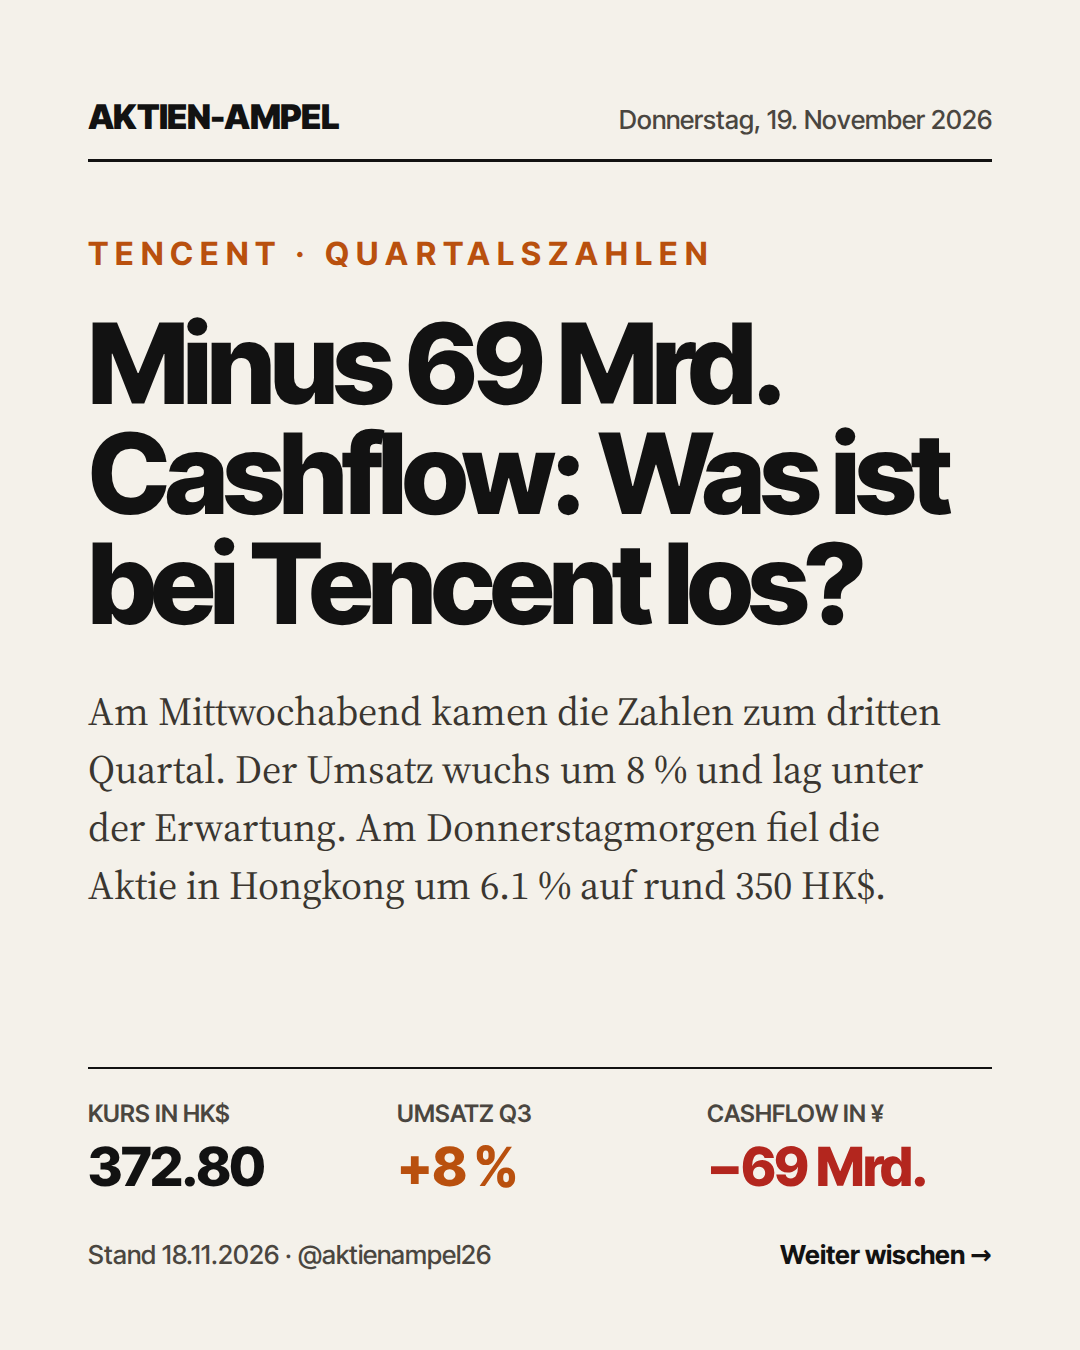 AKTIEN-AMPEL
Donnerstag, 19. November 2026
TENCENT · QUARTALSZAHLEN
Minus 69 Mrd.
Cashflow: Was ist
bei Tencent los?
Am Mittwochabend kamen die Zahlen zum dritten
Quartal. Der Umsatz wuchs um 8 % und lag unter
der Erwartung. Am Donnerstagmorgen fiel die
Aktie in Hongkong um 6.1 % auf rund 350 HK$.
KURS IN HK$
372.80
UMSATZ Q3
+8 %
CASHFLOW IN ¥
−69 Mrd.
Stand 18.11.2026 · @aktienampel26
Weiter wischen →